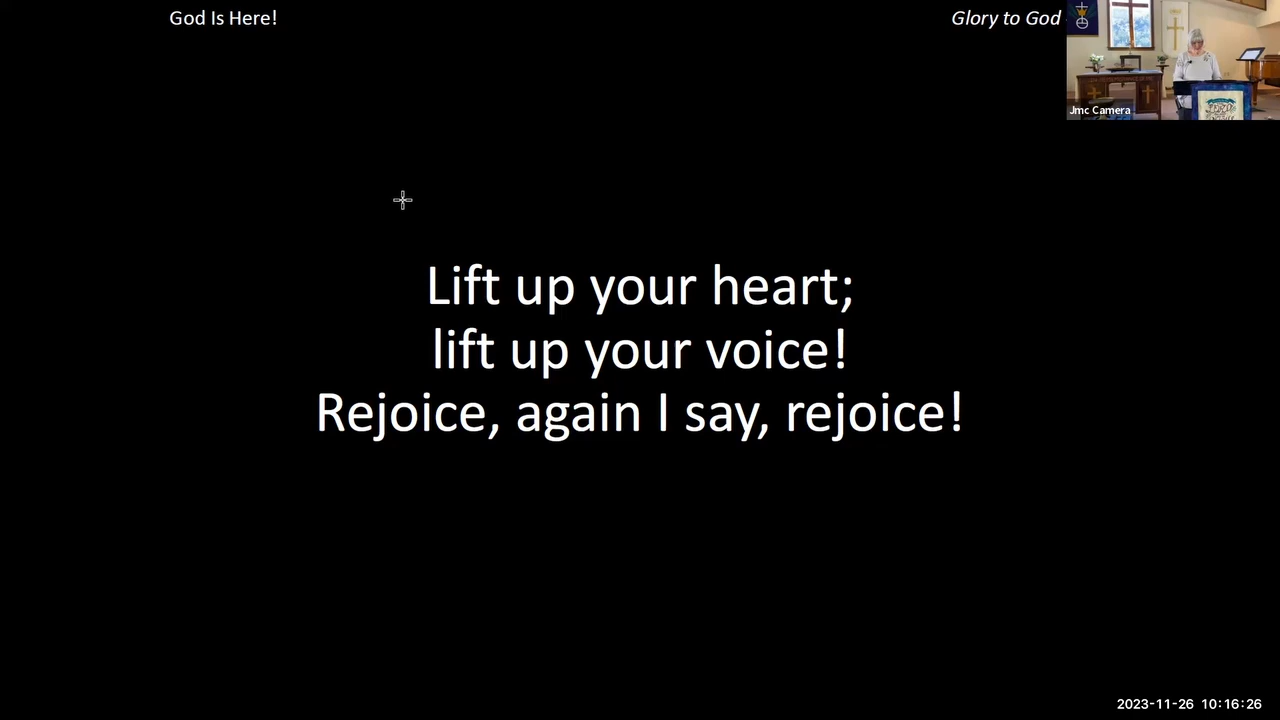 God Is Here!
Glory to God
Jmc Camera
Lift up your heart;
lift up your voice!
Rejoice, again I say, rejoice!
2023-11-26 10:16:26